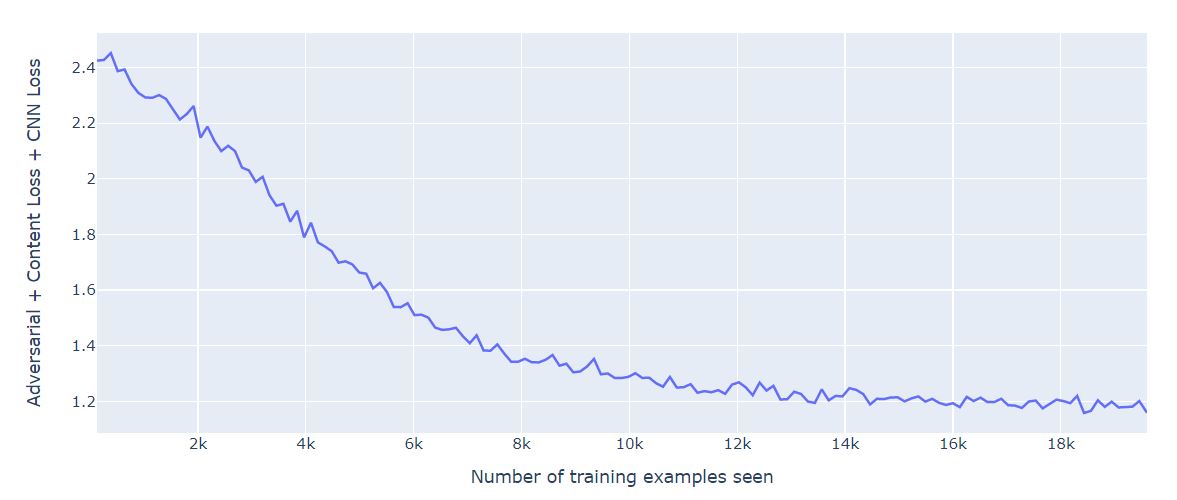 Adversarial + Content Loss + CNN Loss
2.4
2.2
2
1.8
1.6
1.4
1.2
2k 4k 6k 8k 10k 12k 14k 16k 18k
Number of training examples seen